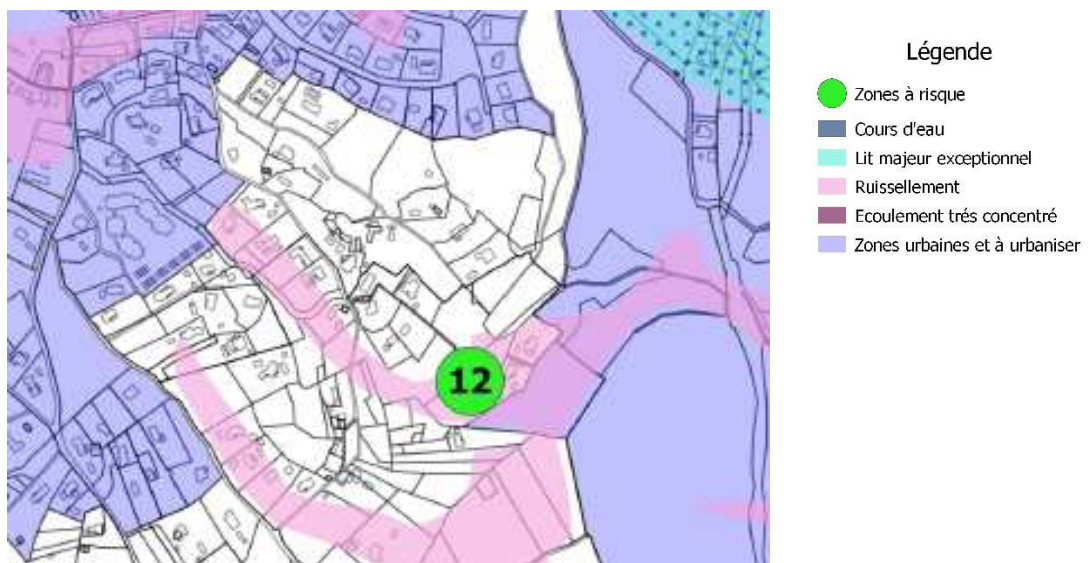 12
Légende
Zones à risque
Cours d'eau
Lit majeur exceptionnel
Ruissellement
Ecoulement trés concentré
Zones urbaines et à urbaniser